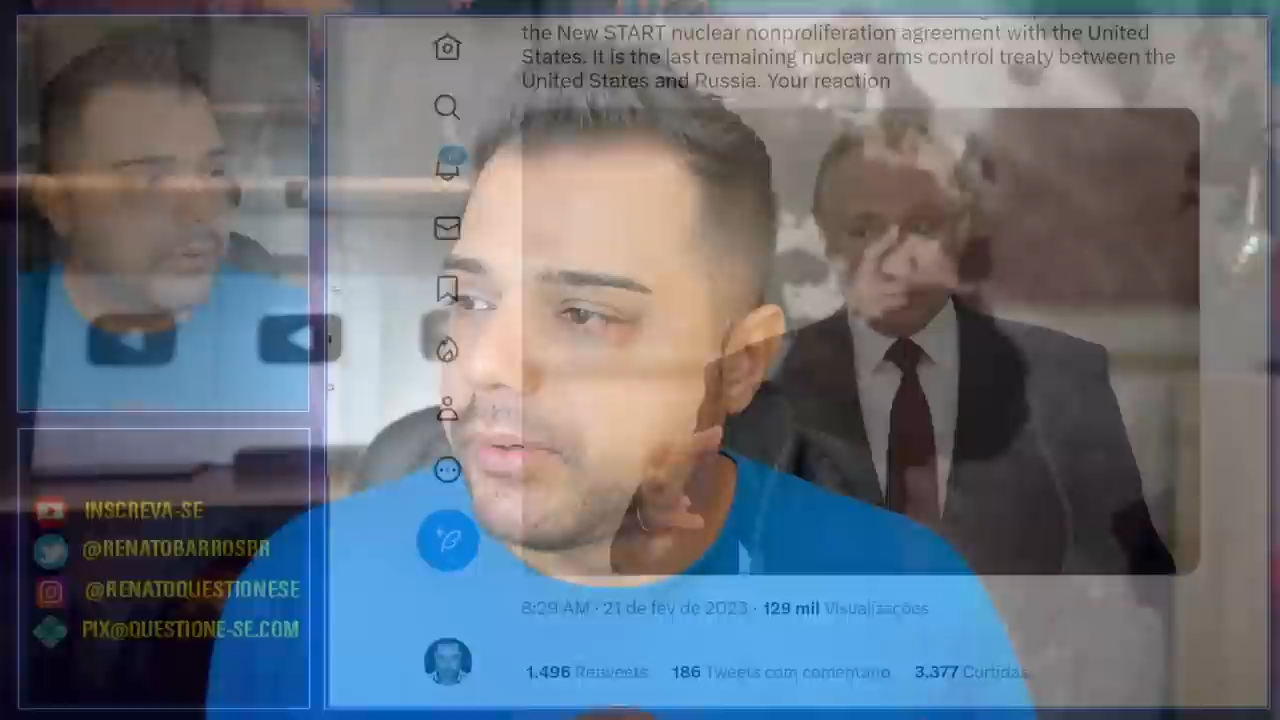 the New START nuclear nonproliferation agreement with the United
States. It is the last remaining nuclear arms control treaty between the
United States and Russia. Your reaction
INSCREVA-SE
@RENATOBARROSBR
@RENATOQUESTIONESE
PIX@QUESTIONE-SE.COM
8:29 AM · 21 de fev de 2023 · 129 mil Visualizações
1.496 Retweets 186 Tweets com comentário 3.377 Curtidas